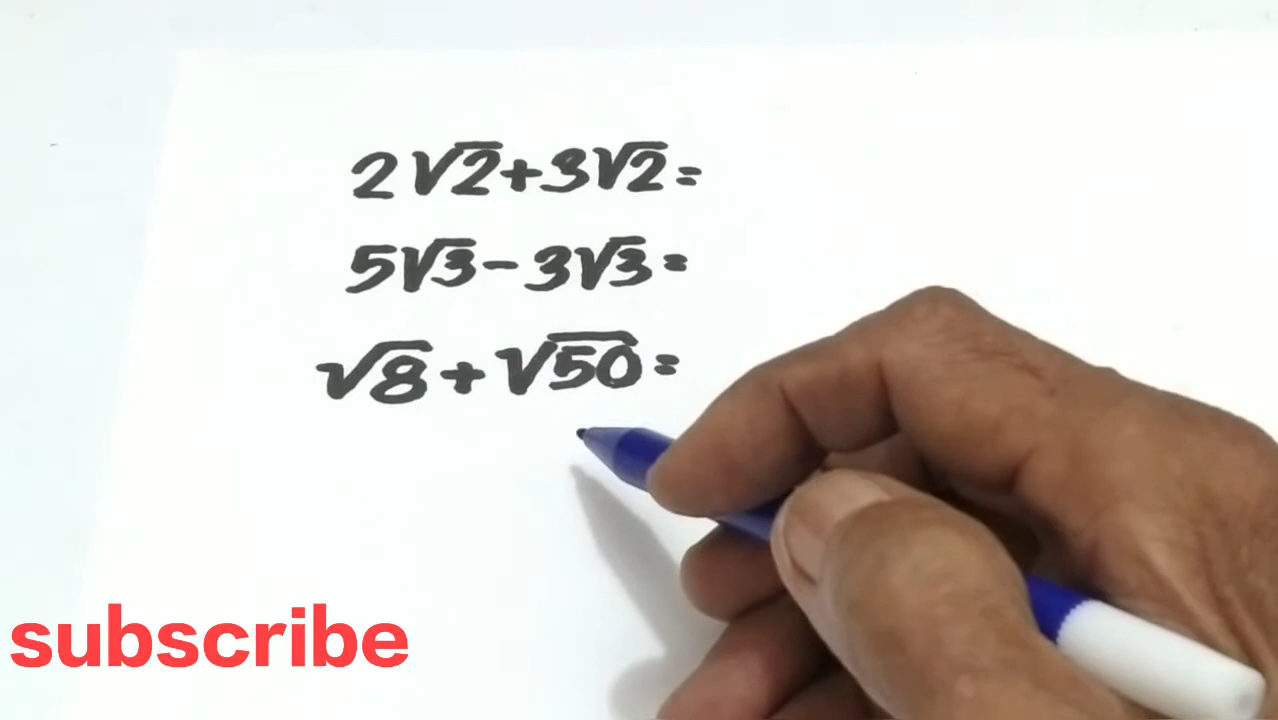 2√2+3√2=
5√3-3√3=
√8+√50=
subscribe